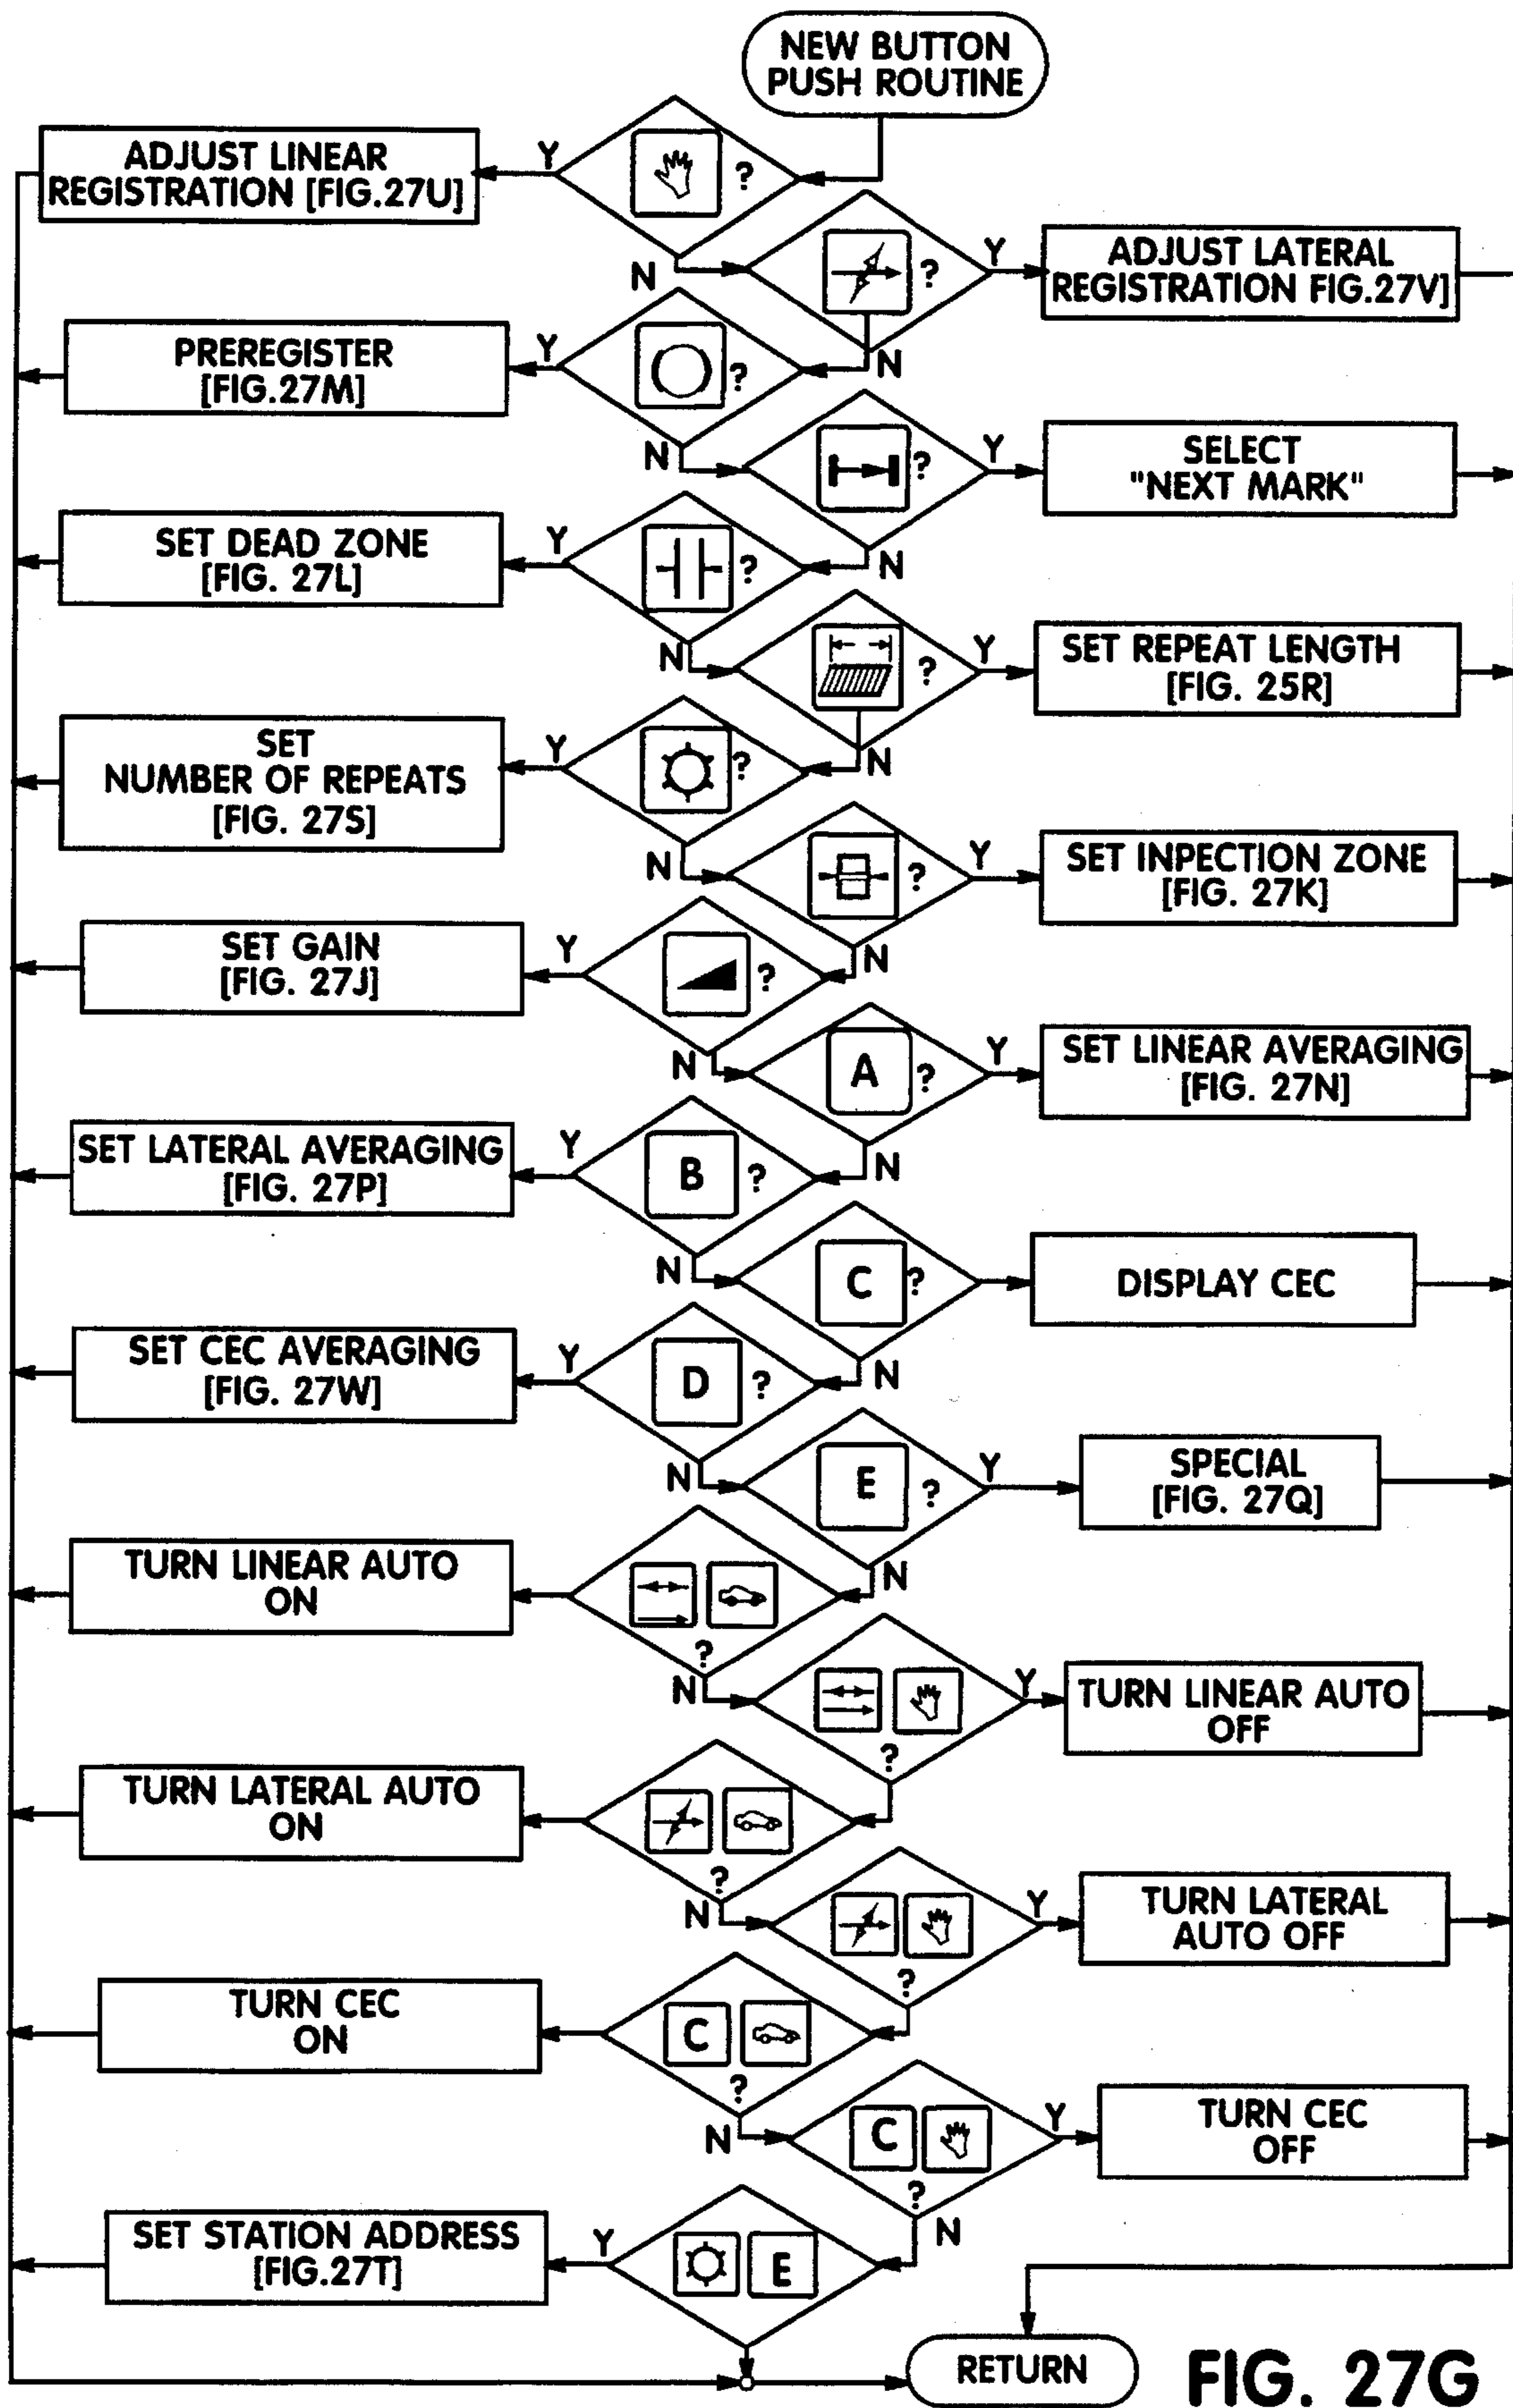 NEW BUTTON
PUSH ROUTINE
ADJUST LINEAR
REGISTRATION [FIG.27U]
Y
?
N
?
Y
ADJUST LATERAL
REGISTRATION FIG.27V]
N
PREREGISTER
[FIG.27M]
Y
?
N
?
Y
SELECT
"NEXT MARK"
N
SET DEAD ZONE
[FIG. 27L]
Y
?
N
?
Y
SET REPEAT LENGTH
[FIG. 25R]
N
SET
NUMBER OF REPEATS
[FIG. 27S]
Y
?
N
?
Y
SET INPECTION ZONE
[FIG. 27K]
N
SET GAIN
[FIG. 27J]
Y
?
N
A ?
Y
SET LINEAR AVERAGING
[FIG. 27N]
N
SET LATERAL AVERAGING
[FIG. 27P]
Y
B ?
N
C ?
DISPLAY CEC
N
SET CEC AVERAGING
[FIG. 27W]
Y
D ?
N
E ?
Y
SPECIAL
[FIG. 27Q]
N
TURN LINEAR AUTO
ON
?
N
?
Y
TURN LINEAR AUTO
OFF
TURN LATERAL AUTO
ON
?
N
?
Y
TURN LATERAL
AUTO OFF
TURN CEC
ON
C
?
N
C
?
Y
TURN CEC
OFF
N
SET STATION ADDRESS
[FIG.27T]
Y
E
RETURN
FIG. 27G